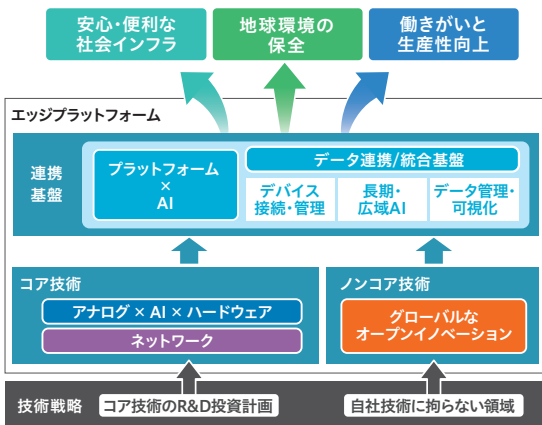 安心・便利な
社会インフラ
地球環境の
保全
働きがいと
生産性向上
エッジプラットフォーム
連携
基盤
プラットフォーム
×
AI
データ連携/統合基盤
デバイス
接続・管理
長期・
広域AI
データ管理・
可視化
コア技術
アナログ×AI×ハードウェア
ネットワーク
ノンコア技術
グローバルな
オープンイノベーション
技術戦略
コア技術のR&D投資計画
自社技術に拘らない領域